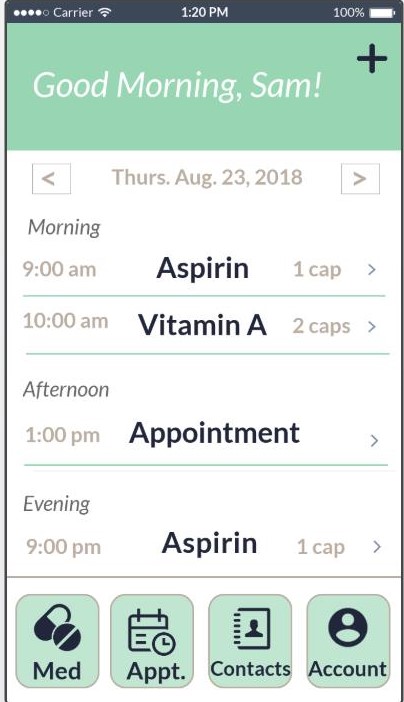 Carrier 1:20 PM 100%
Good Morning, Sam!
+
< Thurs. Aug. 23, 2018 >
Morning
9:00 am Aspirin 1 cap >
10:00 am Vitamin A 2 caps >
Afternoon
1:00 pm Appointment >
Evening
9:00 pm Aspirin 1 cap >
Med Appt. Contacts Account